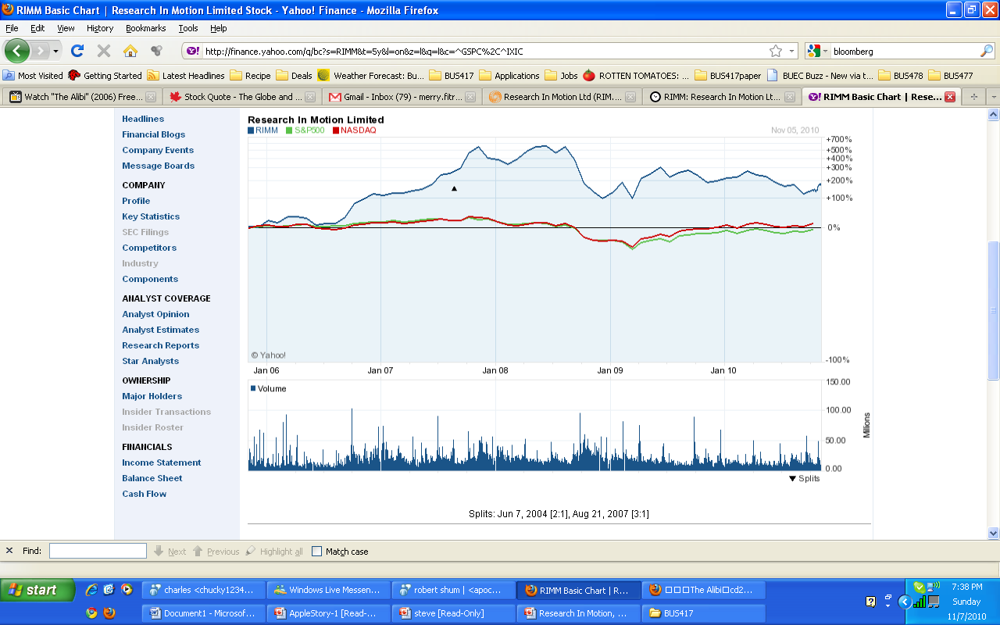 RIMM Basic Chart | Research In Motion Limited Stock - Yahoo! Finance - Mozilla Firefox
File Edit View History Bookmarks Tools Help
http://finance.yahoo.com/q/bc?s=RIMM&t=5y&l=on&z=l&q=l&c=^GSPC%2C^IXIC
bloomberg
Most Visited Getting Started Latest Headlines Recipe Deals Weather Forecast: Bu... BUS417 Applications Jobs ROTTEN TOMATOES: ... BUS417paper BUEC Buzz - New via t... BUS478 BUS477
Watch "The Alibi" (2006) Free... Stock Quote - The Globe and ... Gmail - Inbox (79) - merry.fitr... Research In Motion Ltd (RIM.... RIMM: Research In Motion Lt... RIMM Basic Chart | Rese...
Headlines
Financial Blogs
Company Events
Message Boards
COMPANY
Profile
Key Statistics
SEC Filings
Competitors
Industry
Components
ANALYST COVERAGE
Analyst Opinion
Analyst Estimates
Research Reports
Star Analysts
OWNERSHIP
Major Holders
Insider Transactions
Insider Roster
FINANCIALS
Income Statement
Balance Sheet
Cash Flow
Research In Motion Limited
RIMM S&P500 NASDAQ Nov 05, 2010
+700%
+500%
+400%
+300%
+200%
+100%
0%
-100%
© Yahoo!
Jan 06 Jan 07 Jan 08 Jan 09 Jan 10
Volume
150.00
100.00
50.00
0.00
Millions
Splits
Splits: Jun 7, 2004 [2:1], Aug 21, 2007 [3:1]
Find: Next Previous Highlight all Match case
start charles <chucky1234... Windows Live Messen... robert shum | <apoc... RIMM Basic Chart | R... The Alibi cd2...
Document1 - Microsof... AppleStory-1 [Read-... steve [Read-Only] Research In Motion, ... BUS417
7:38 PM
Sunday
11/7/2010